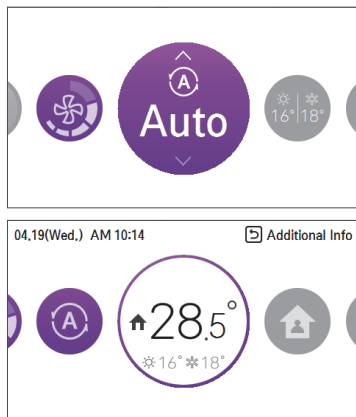 A
Auto
16° 18°
04.19(Wed.) AM 10:14
Additional Info
A
28.5°
16° 18°